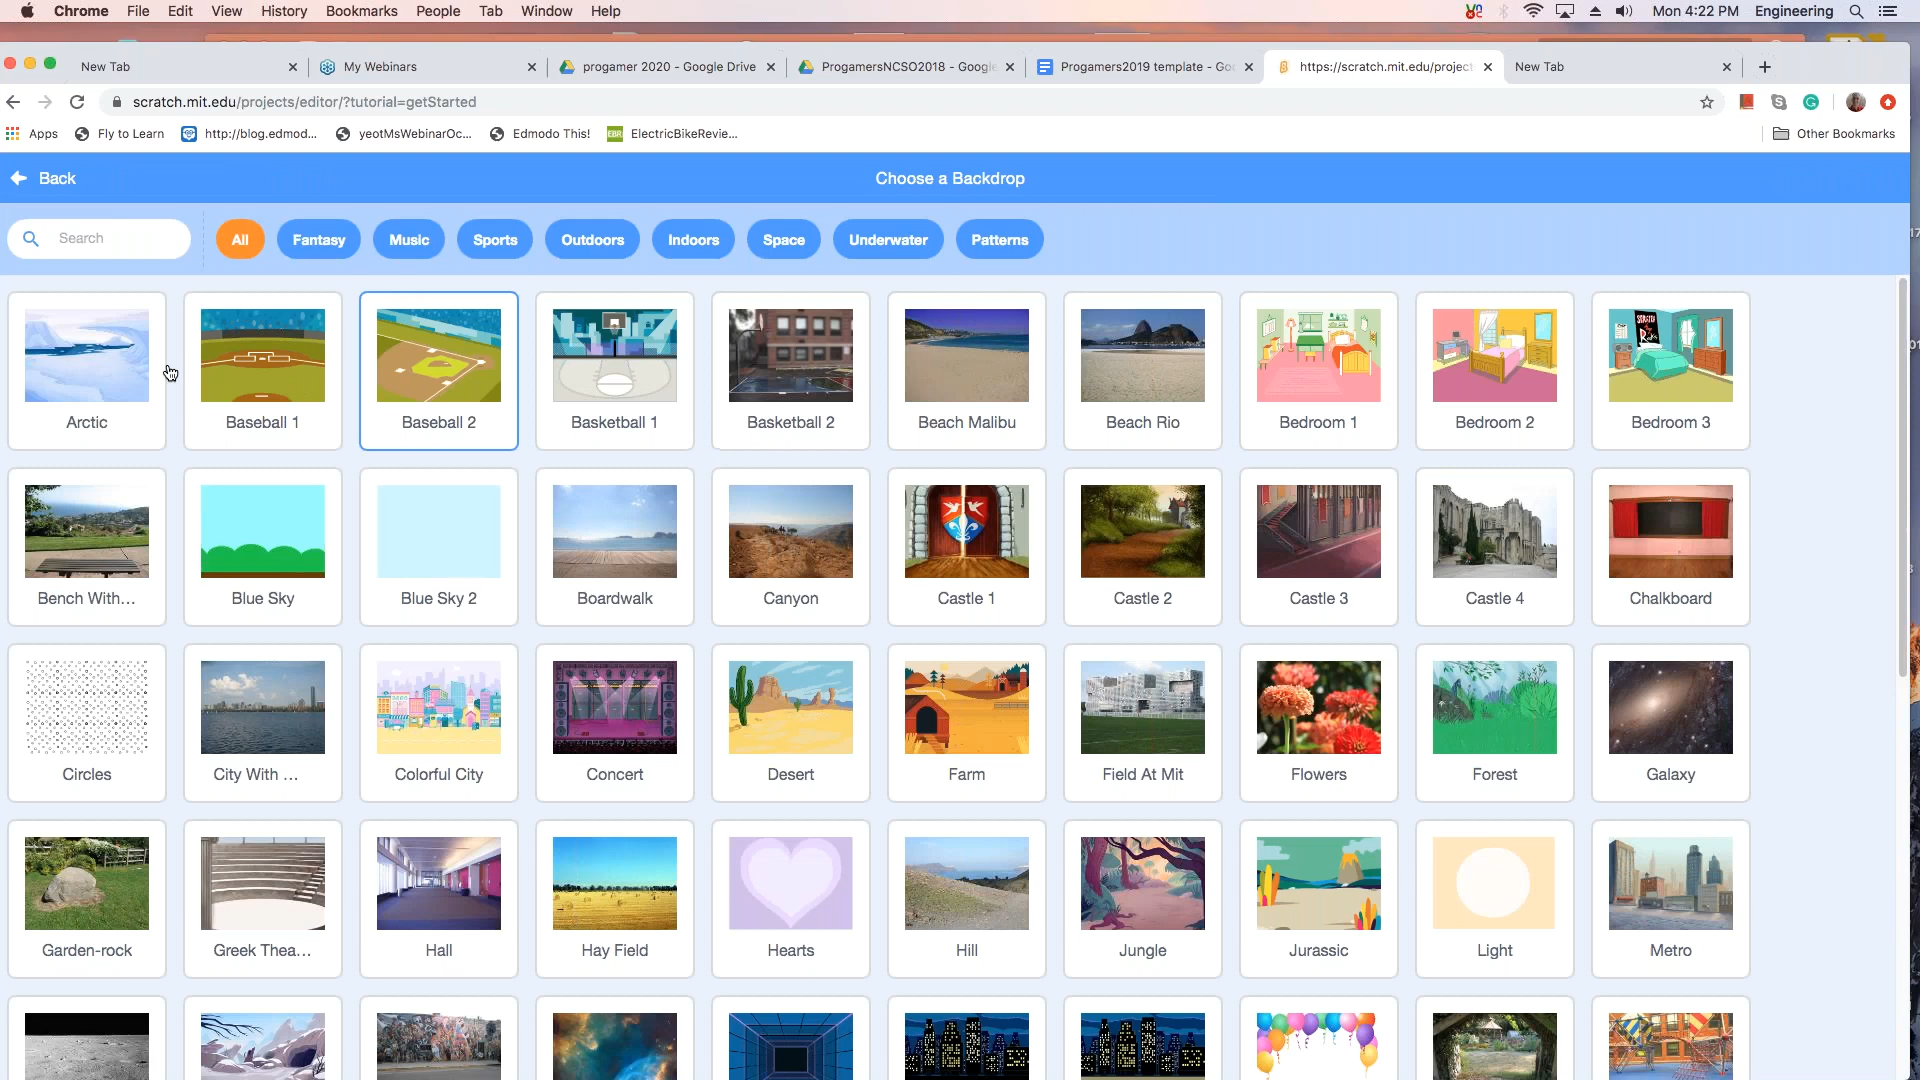 Chrome File Edit View History Bookmarks People Tab Window Help Mon 4:22 PM Engineering
New Tab My Webinars progamer 2020 - Google Drive ProgamersNCSO2018 - Google Progamers2019 template - Goo https://scratch.mit.edu/project New Tab
scratch.mit.edu/projects/editor/?tutorial=getStarted
Apps Fly to Learn http://blog.edmod... yeotMsWebinarOc... Edmodo This! EBR ElectricBikeRevie... Other Bookmarks
Back Choose a Backdrop
Search All Fantasy Music Sports Outdoors Indoors Space Underwater Patterns
Arctic Baseball 1 Baseball 2 Basketball 1 Basketball 2 Beach Malibu Beach Rio Bedroom 1 Bedroom 2 Bedroom 3
Bench With... Blue Sky Blue Sky 2 Boardwalk Canyon Castle 1 Castle 2 Castle 3 Castle 4 Chalkboard
Circles City With ... Colorful City Concert Desert Farm Field At Mit Flowers Forest Galaxy
Garden-rock Greek Thea... Hall Hay Field Hearts Hill Jungle Jurassic Light Metro